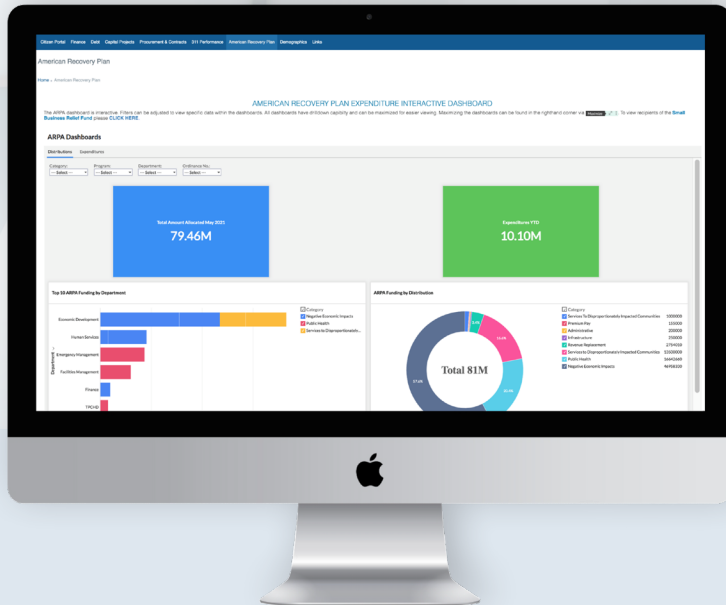 Citizen Portal Finance Debt Capital Projects Procurement & Contracts 311 Performance American Recovery Plan Demographics Links
American Recovery Plan
Home » American Recovery Plan
AMERICAN RECOVERY PLAN EXPENDITURE INTERACTIVE DASHBOARD
The ARPA dashboard is interactive. Filters can be adjusted to view specific data within the dashboards. All dashboards have drilldown capability and can be maximized for easier viewing. Maximizing the dashboards can be found in the righthand corner via To view recipients of the Small
Business Relief Fund please CLICK HERE.
ARPA Dashboards
Distributions Expenditures
Category: Program: Department: Ordinance No.:
-- Select -- -- Select -- -- Select -- -- Select --
Total Amount Allocated May 2021
79.46M
Expenditures YTD
10.10M
Top 10 ARPA Funding by Department
Category
Negative Economic Impacts
Public Health
Services to Disproportionately...
Department
Economic Development
Human Services
Emergency Management
Facilities Management
Finance
TPCHD
ARPA Funding by Distribution
Total 81M
57.6%
Category
Services To Disproportionately Impacted Communities
Premium Pay
Administrative
Infrastructure
Revenue Replacement
Services to Disproportionately Impacted Communities
Public Health
Negative Economic Impacts